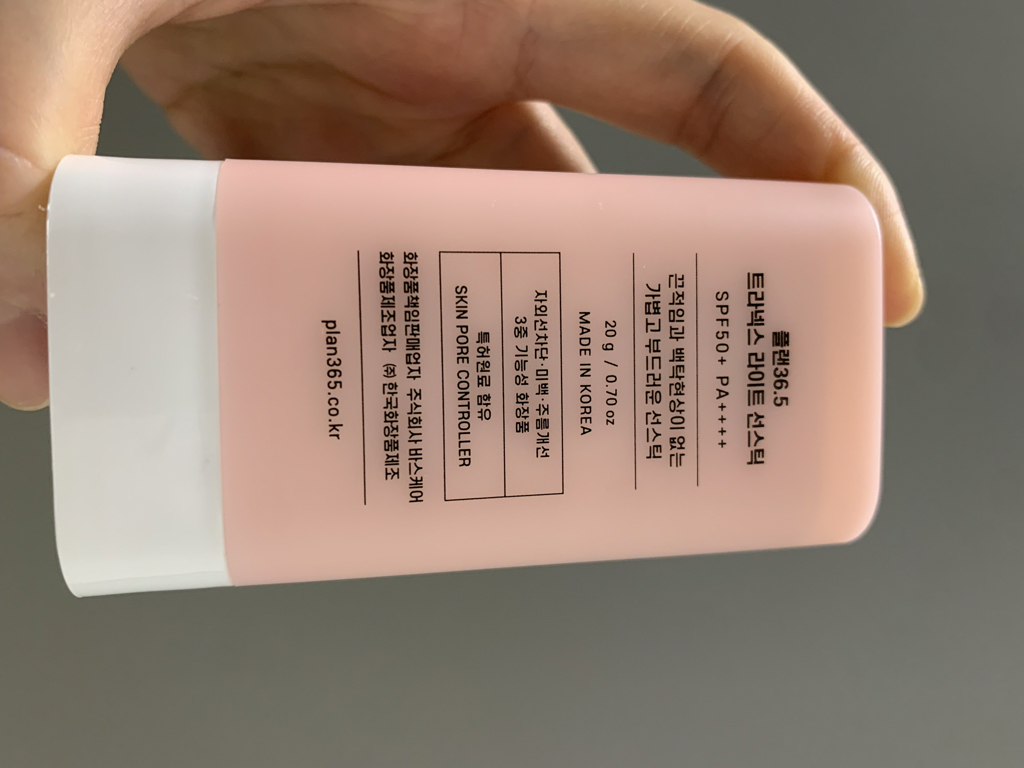 플랜36.5
트라넥스 라이트 선스틱
SPF50+ PA++++
끈적임과 백탁현상이 없는
가볍고 부드러운 선스틱
20 g / 0.70 oz
MADE IN KOREA
자외선차단·미백·주름개선
3중 기능성 화장품
특허원료 함유
SKIN PORE CONTROLLER
화장품책임판매업자 주식회사 바스케어
화장품제조업자 ㈜ 한국화장품제조
plan365.co.kr